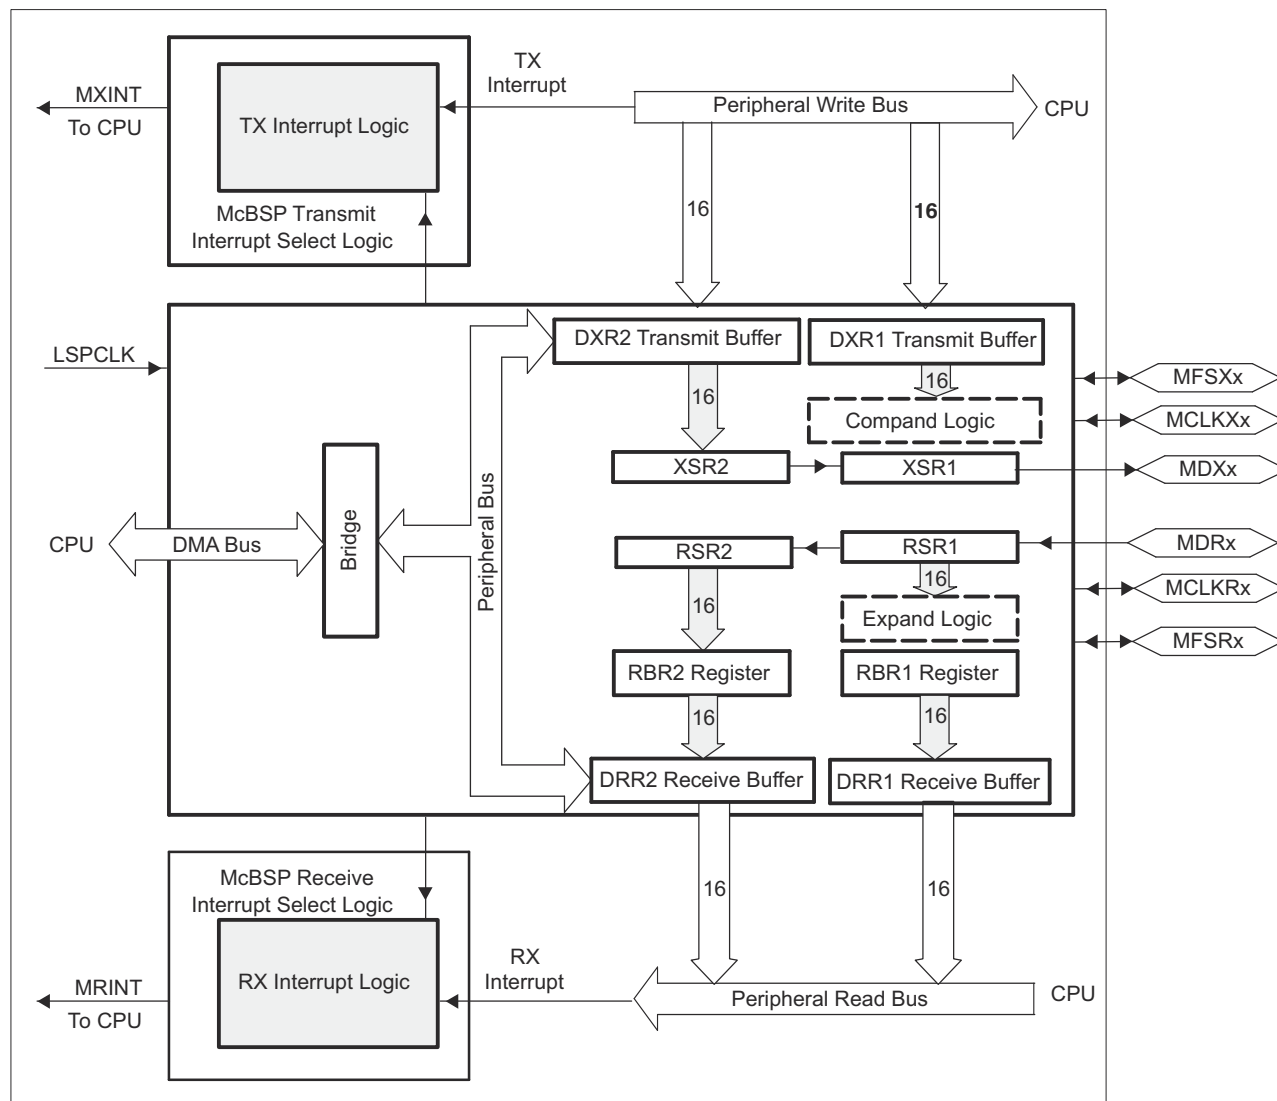 TX
Interrupt
MXINT
To CPU
TX Interrupt Logic
Peripheral Write Bus
CPU
McBSP Transmit
Interrupt Select Logic
16
16
LSPCLK
DXR2 Transmit Buffer
DXR1 Transmit Buffer
16
16
MFSXx
Compand Logic
MCLKXx
XSR2
XSR1
MDXx
CPU
DMA Bus
Bridge
Peripheral Bus
RSR2
RSR1
MDRx
16
16
MCLKRx
Expand Logic
MFSRx
RBR2 Register
RBR1 Register
16
16
DRR2 Receive Buffer
DRR1 Receive Buffer
McBSP Receive
Interrupt Select Logic
16
16
RX
Interrupt
MRINT
To CPU
RX Interrupt Logic
Peripheral Read Bus
CPU